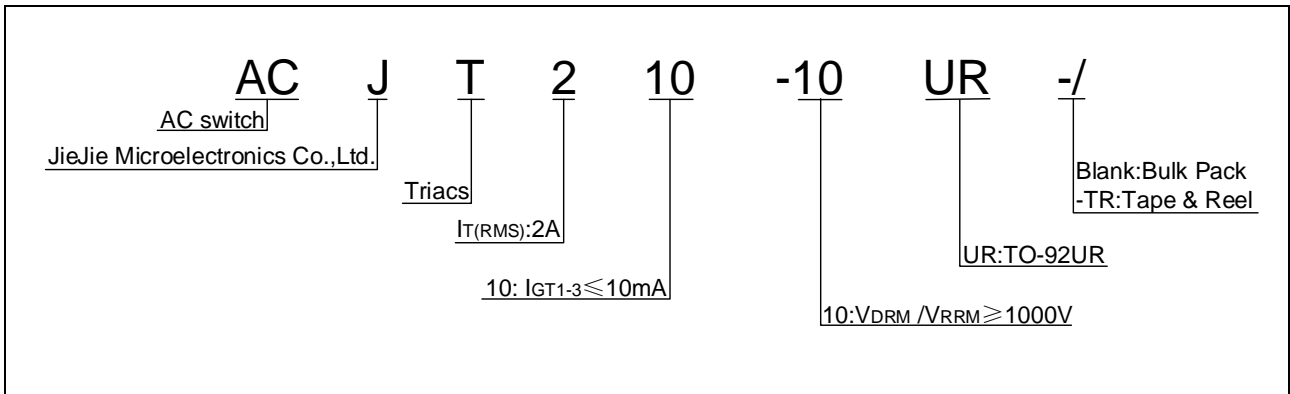 AC J T 2 10 -10 UR -/
AC switch
JieJie Microelectronics Co.,Ltd.
Triacs
IT(RMS):2A
10: IGT1-3≤10mA
Blank:Bulk Pack
-TR:Tape & Reel
UR:TO-92UR
10:VDRM /VRRM≥1000V